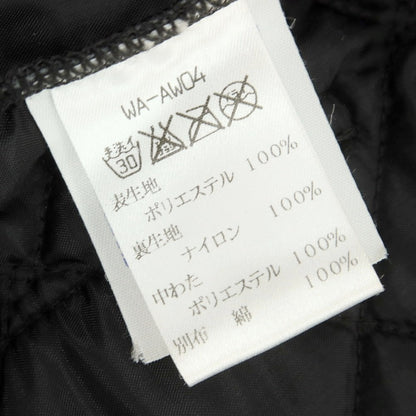 WA-AW04
手洗イ
30
表生地
ポリエステル 100%
裏生地
ナイロン 100%
中わた
ポリエステル 100%
別布 綿 100%